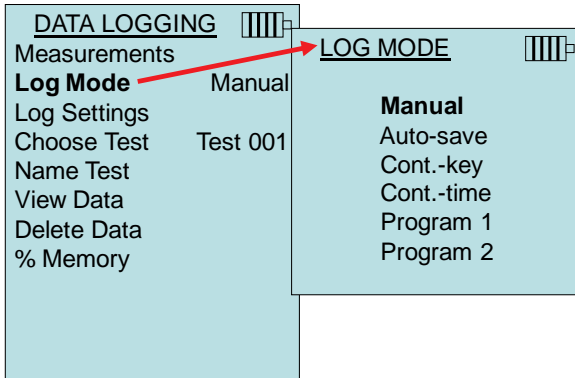 DATA LOGGING
Measurements
Log Mode Manual
Log Settings
Choose Test Test 001
Name Test
View Data
Delete Data
% Memory
LOG MODE
Manual
Auto-save
Cont.-key
Cont.-time
Program 1
Program 2